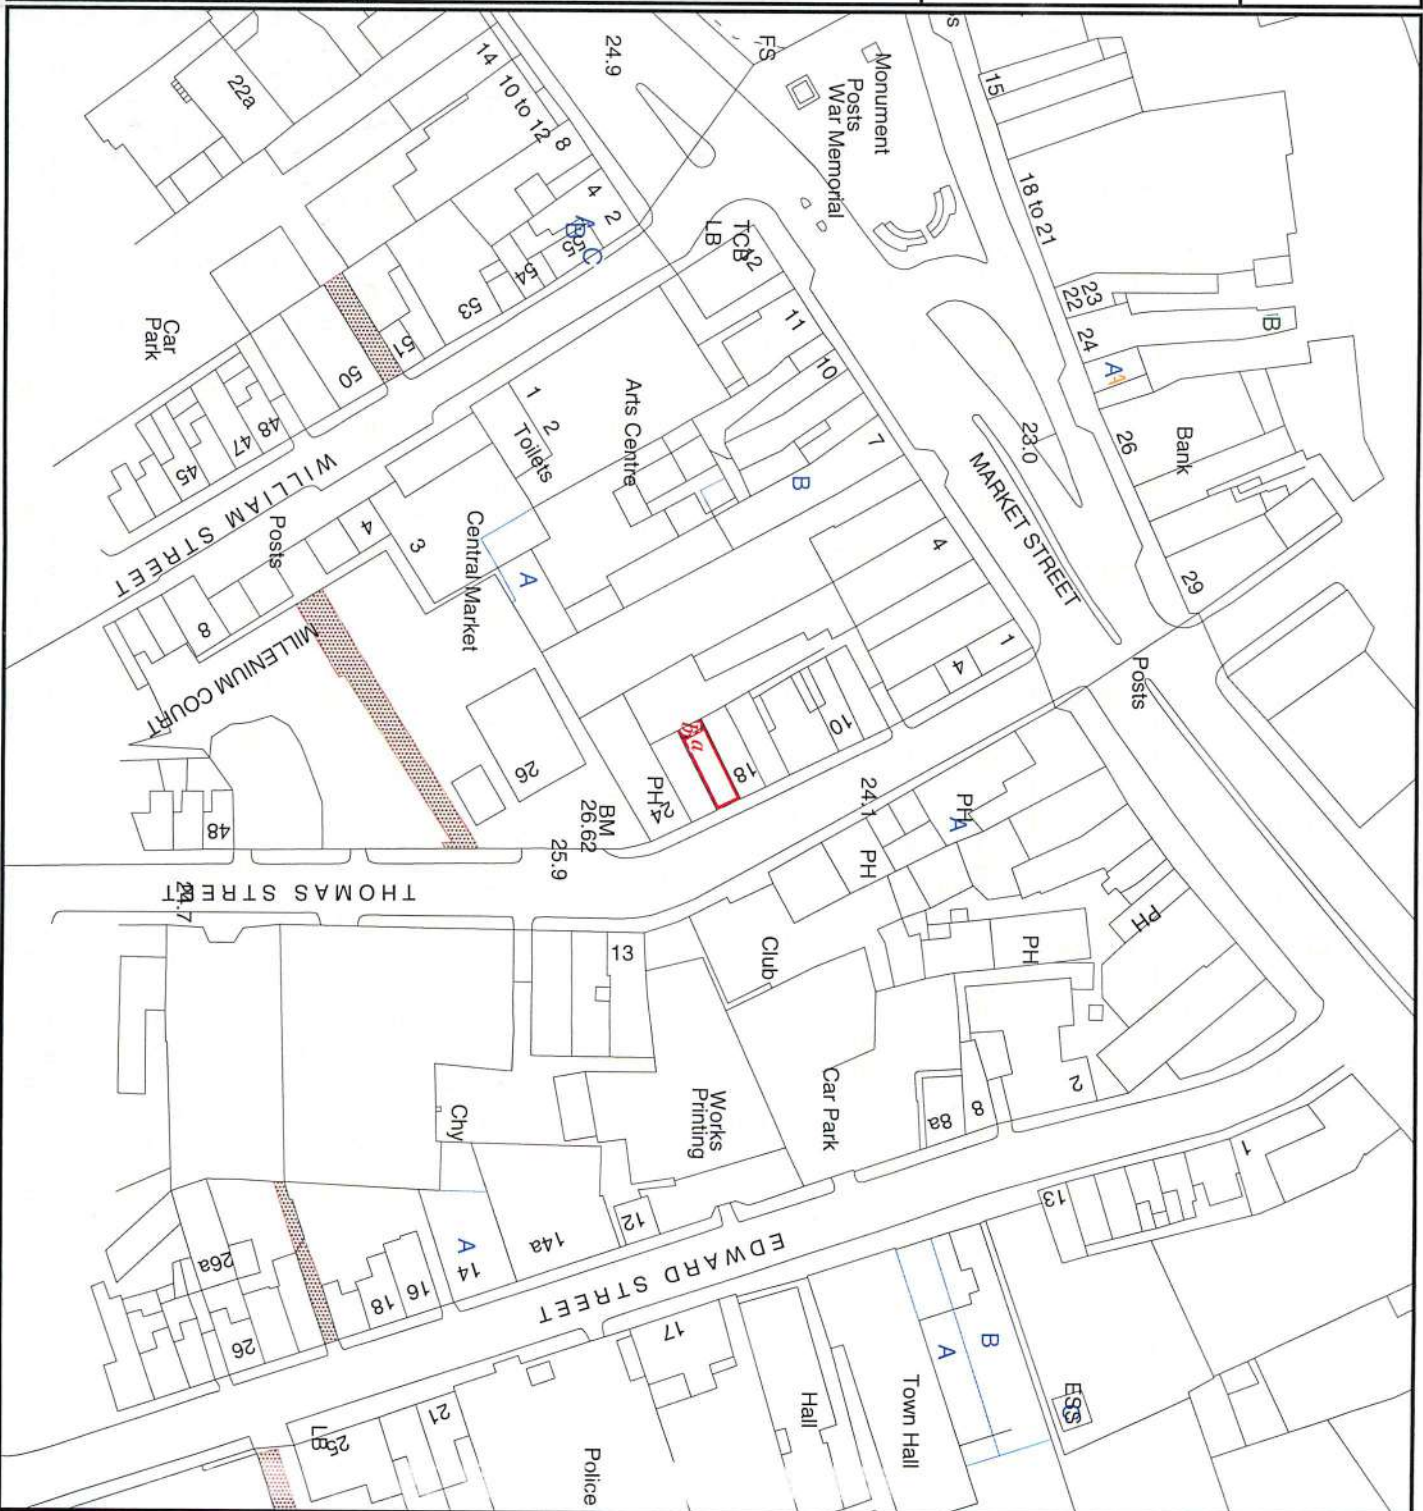 22a
14
10 to 12
8
4
2
24.9
FS
Monument
Posts
War Memorial
15
18 to 21
22
23
24
B
A
26
Bank
29
23.0
MARKET STREET
Posts
TCB
LB
12
11
10
7
4
1
4
B
A
C
54
53
51
50
48
47
45
Car
Park
WILLIAM STREET
Posts
1
2
Toilets
Arts Centre
Central Market
3
4
8
A
MILLENIUM COURT
48
26
PH
24
18
10
BM
26.62
25.9
24.1
THOMAS STREET
PH
PH
A
PH
PH
Club
13
Works
Printing
Car Park
8a
8
2
Chy
12
14a
14
A
16
18
26a
26
EDWARD STREET
13
1
17
21
25
LB
Police
Hall
Town Hall
A
B
ESS